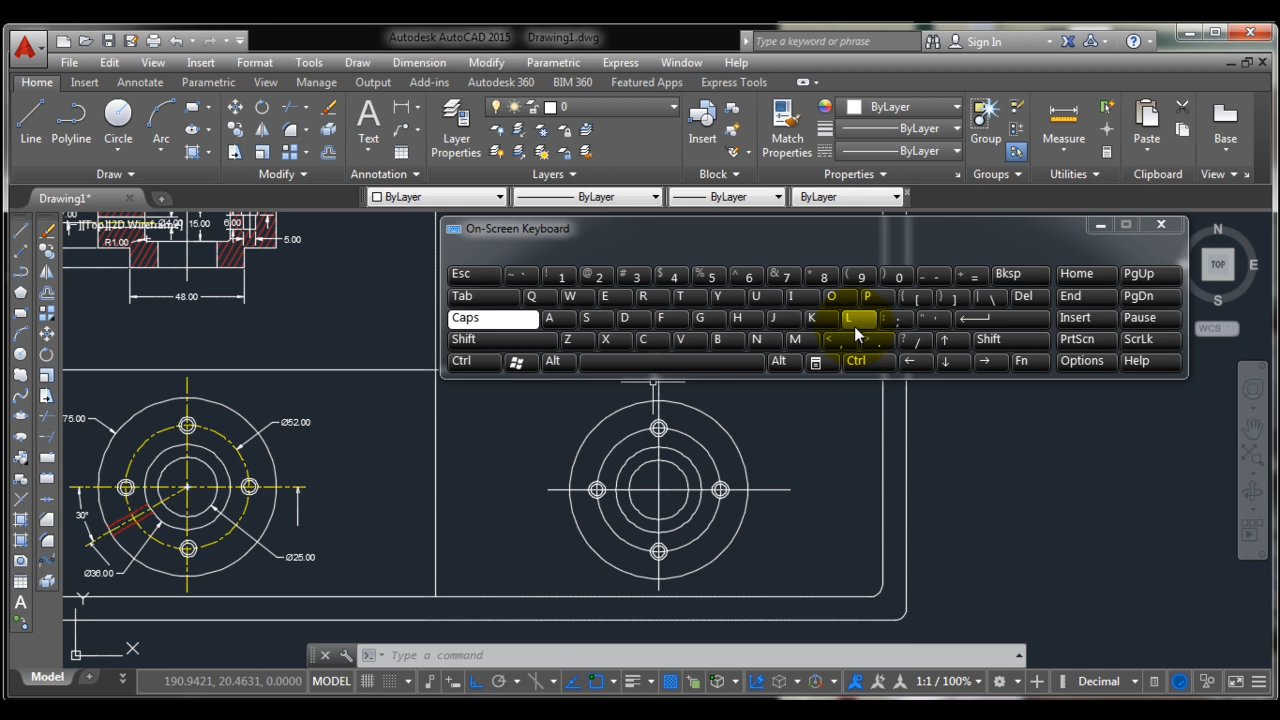 Autodesk AutoCAD 2015 Drawing1.dwg
Type a keyword or phrase
Sign In
File Edit View Insert Format Tools Draw Dimension Modify Parametric Express Window Help
Home Insert Annotate Parametric View Manage Output Add-ins Autodesk 360 BIM 360 Featured Apps Express Tools
0
ByLayer
ByLayer
ByLayer
Line Polyline Circle Arc
Text
Layer
Properties
Insert
Match
Properties
Group
Measure
Paste
Base
Draw Modify Annotation Layers Block Properties Groups Utilities Clipboard View
Drawing1*
ByLayer ByLayer ByLayer ByLayer
][Top][2D Wireframe]
15.00
6.00
R1.00
5.00
48.00
On-Screen Keyboard
Esc ~ ` ! 1 @ 2 # 3 $ 4 % 5 ^ 6 & 7 * 8 ( 9 ) 0 _ - + = Bksp Home PgUp
Tab Q W E R T Y U I O P { [ } ] | \ Del End PgDn
Caps A S D F G H J K L : ; " ' Insert Pause
Shift Z X C V B N M < , > . ? / ↑ Shift PrtScn ScrLk
Ctrl Alt Alt Ctrl ← ↓ → Fn Options Help
N
TOP
E
S
WCS
75.00
Ø52.00
30°
Ø36.00
Ø25.00
Y
X
Type a command
Model
190.9421, 20.4631, 0.0000 MODEL 1:1 / 100% Decimal